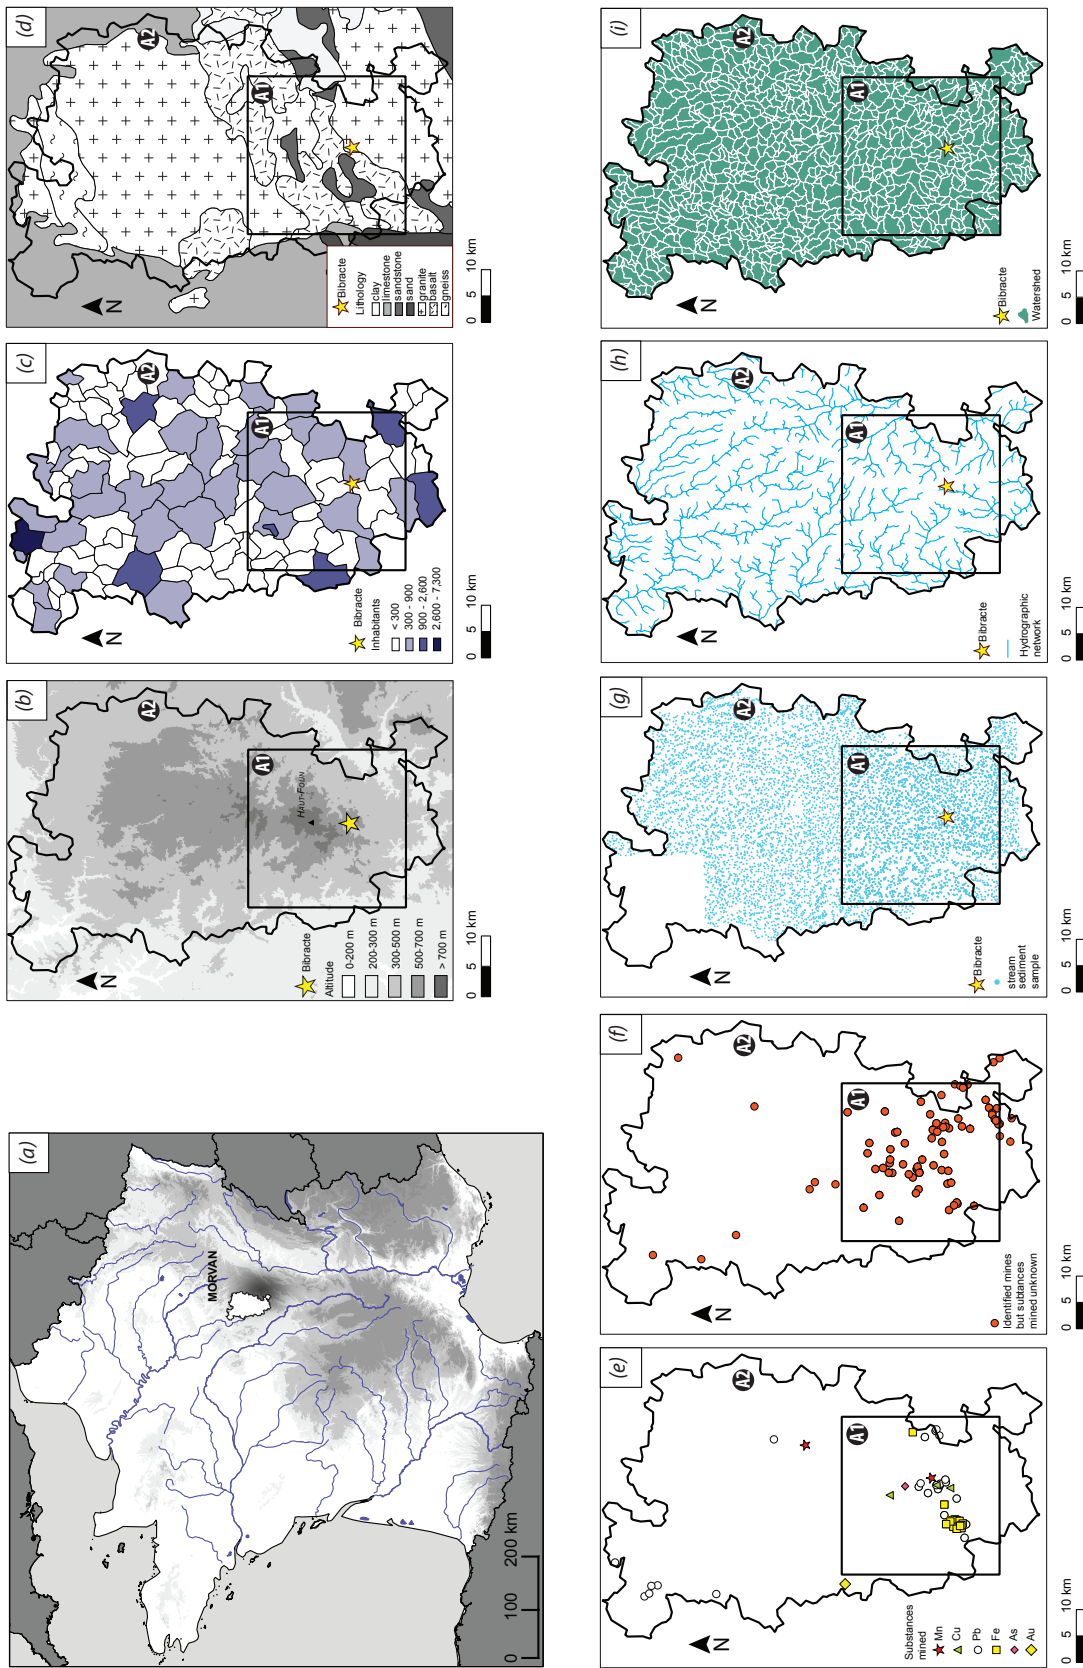 (a)
MORVAN
0 100 200 km
(b)
A2
A1
HAUT-FOLIN
N
Bibracte
Altitude
0-200 m
200-300 m
300-500 m
500-700 m
> 700 m
0 5 10 km
(c)
A2
A1
N
Bibracte
Inhabitants
< 300
300 - 900
900 - 2,600
2,600 - 7,300
0 5 10 km
(d)
A2
A1
N
Bibracte
Lithology
clay
limestone
sandstone
sand
granite
basalt
gneiss
0 5 10 km
(e)
A2
A1
N
Substances
mined
Mn
Cu
Pb
Fe
As
Au
0 5 10 km
(f)
A2
A1
N
Identified mines
but subtances
mined unknown
0 5 10 km
(g)
A2
A1
N
Bibracte
stream
sediment
sample
0 5 10 km
(h)
A2
A1
N
Bibracte
Hydrographic
network
0 5 10 km
(i)
A2
A1
N
Bibracte
Watershed
0 5 10 km